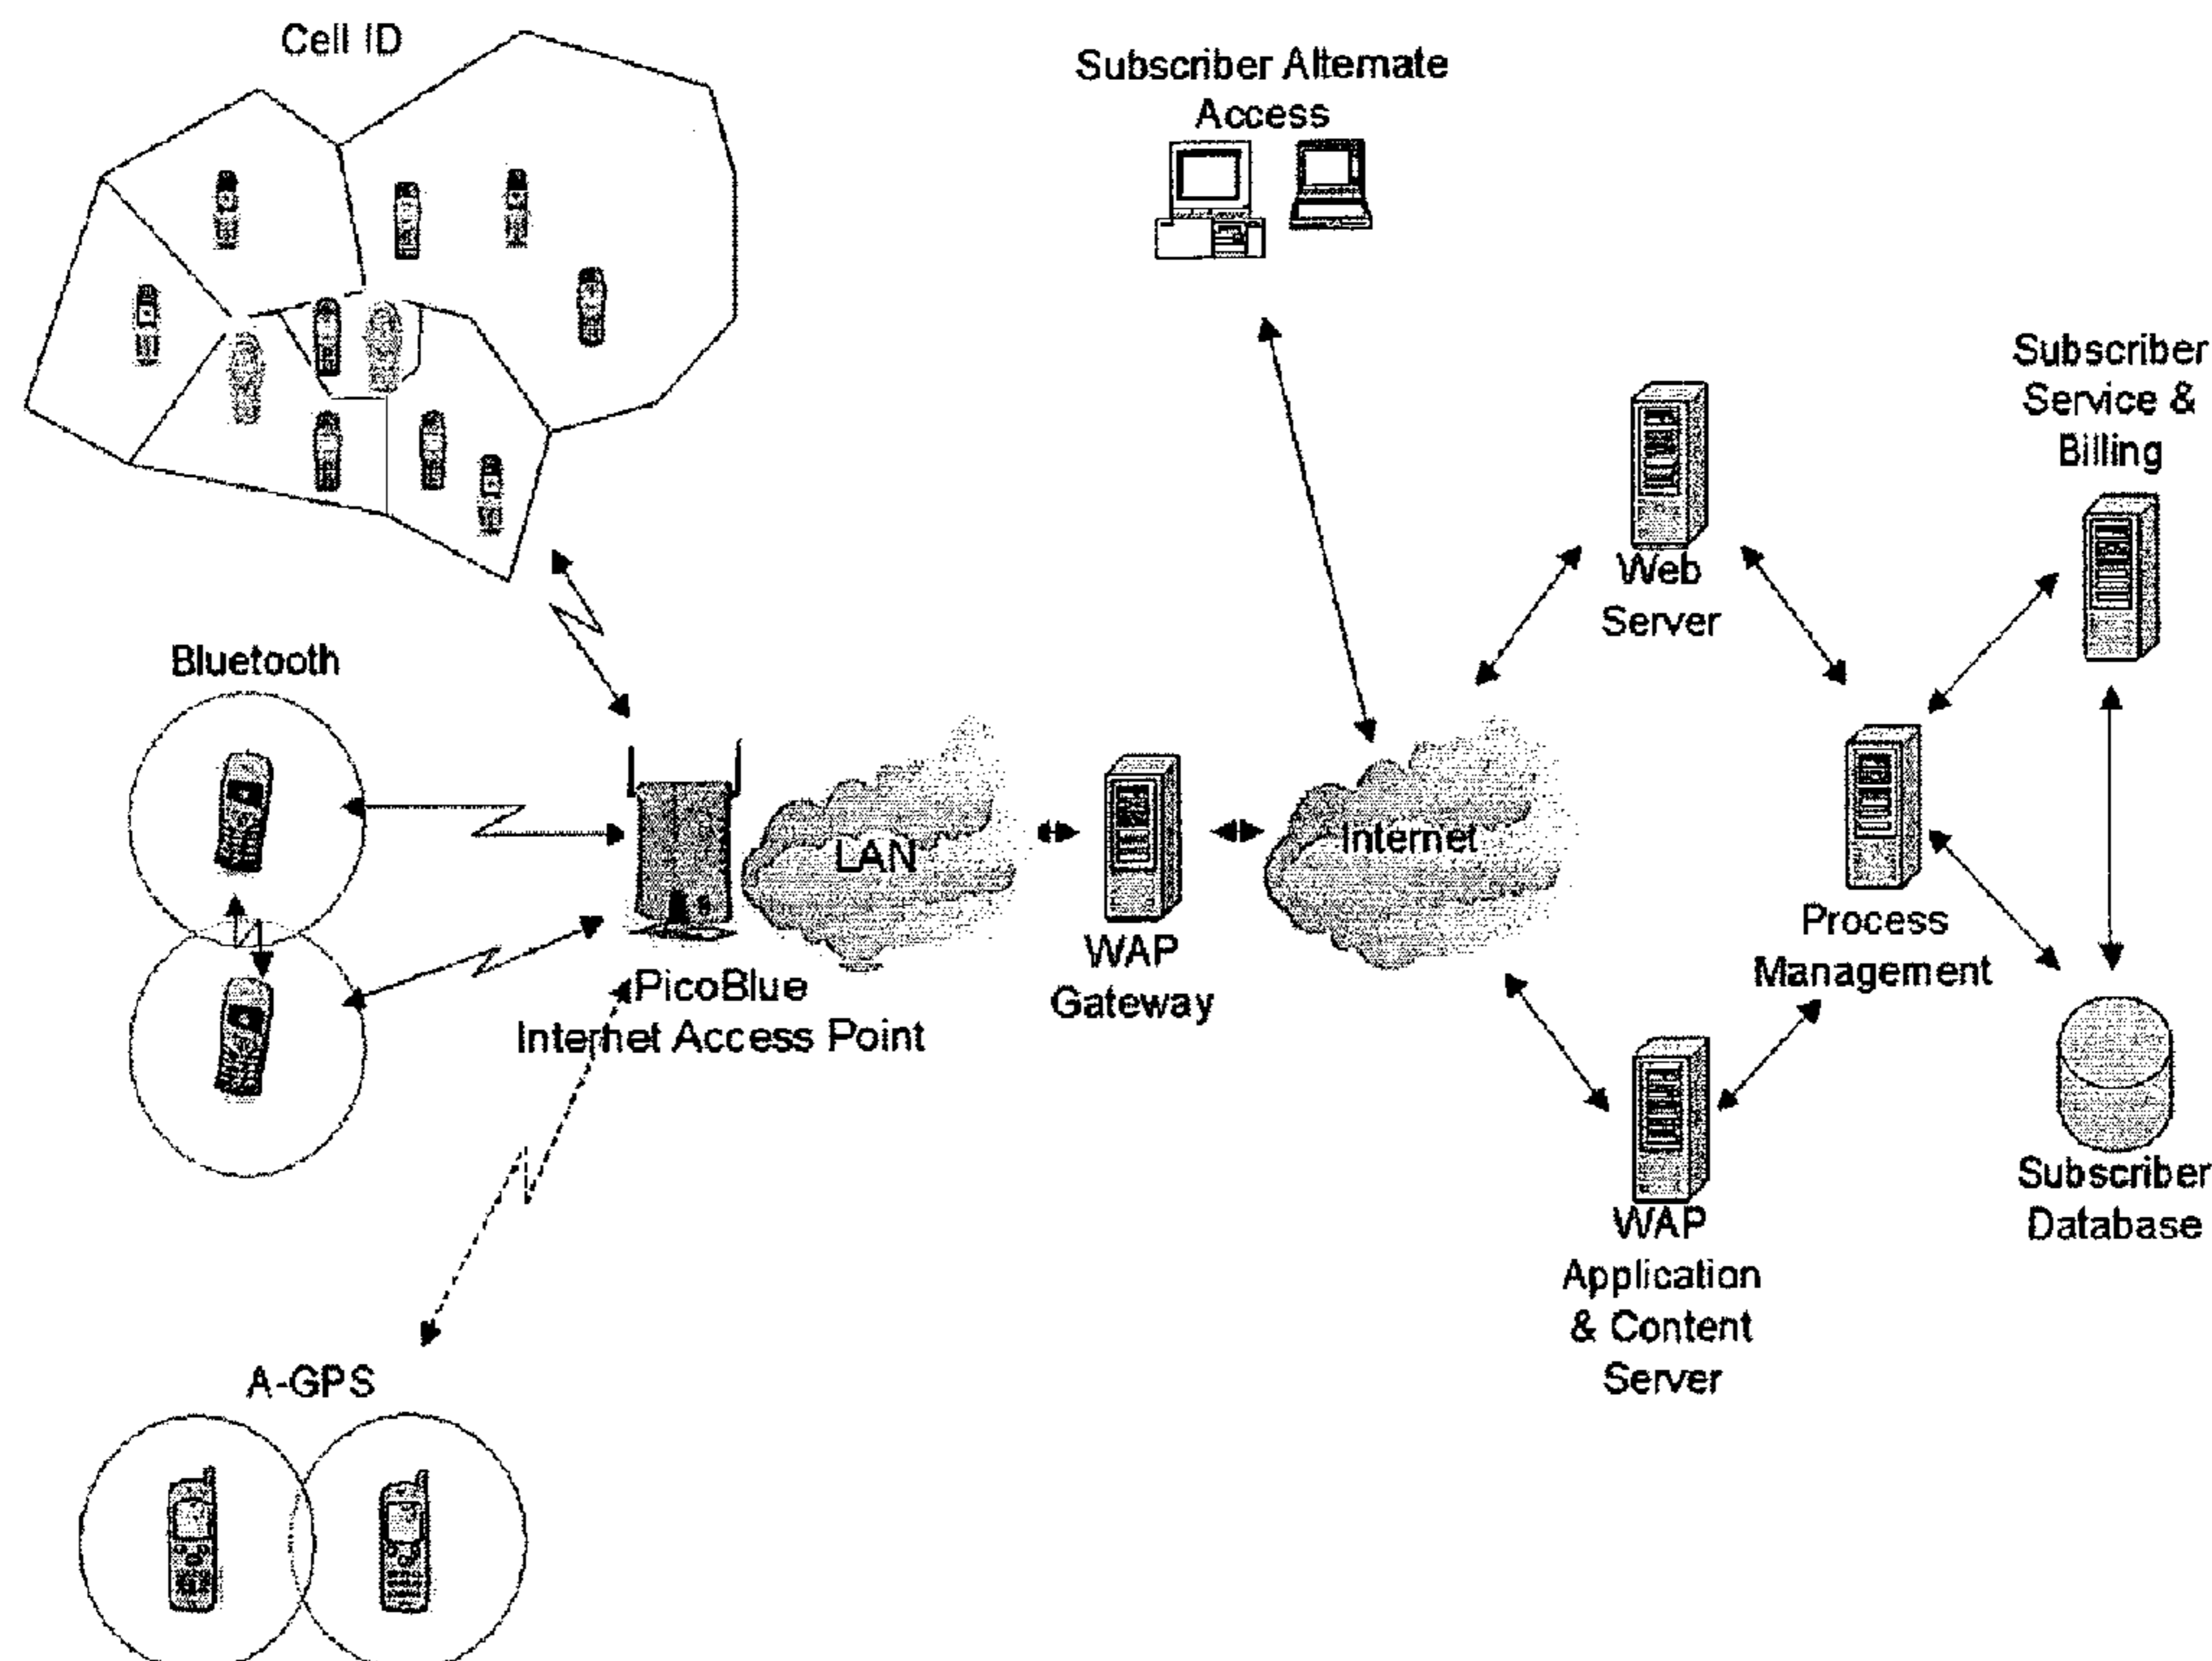 Cell ID
Subscriber Alternate
Access
Subscriber
Service &
Billing
Web
Server
Bluetooth
LAN
Internet
WAP
Gateway
PicoBlue
Internet Access Point
Process
Management
Subscriber
Database
WAP
Application
& Content
Server
A-GPS